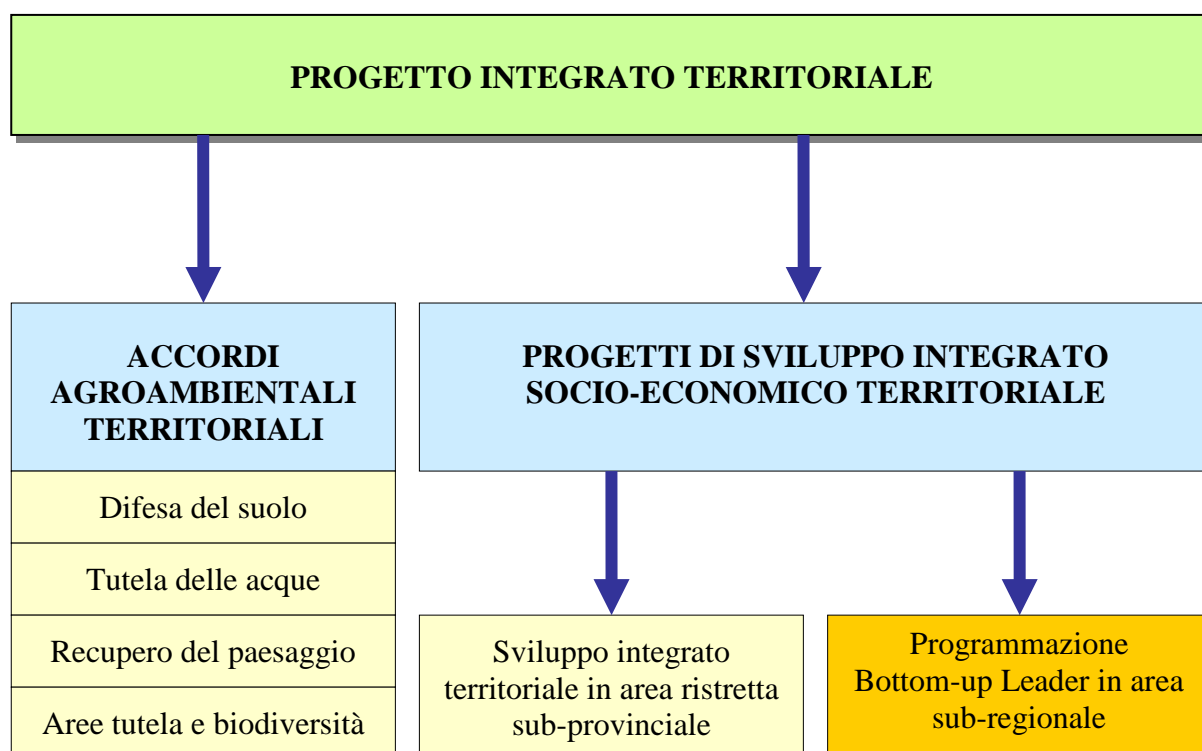 PROGETTO INTEGRATO TERRITORIALE
ACCORDI
AGROAMBIENTALI
TERRITORIALI
Difesa del suolo
Tutela delle acque
Recupero del paesaggio
Aree tutela e biodiversità
PROGETTI DI SVILUPPO INTEGRATO
SOCIO-ECONOMICO TERRITORIALE
Sviluppo integrato
territoriale in area ristretta
sub-provinciale
Programmazione
Bottom-up Leader in area
sub-regionale